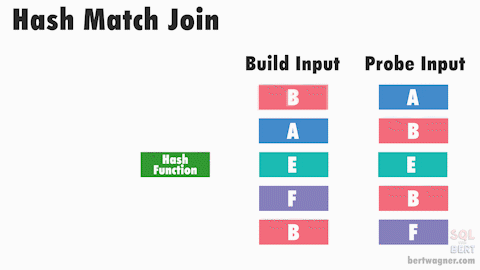 Hash Match Join
Build Input Probe Input
B A
A B
Hash
Function
E E
F B
B F
SQL
BERT
bertwagner.com